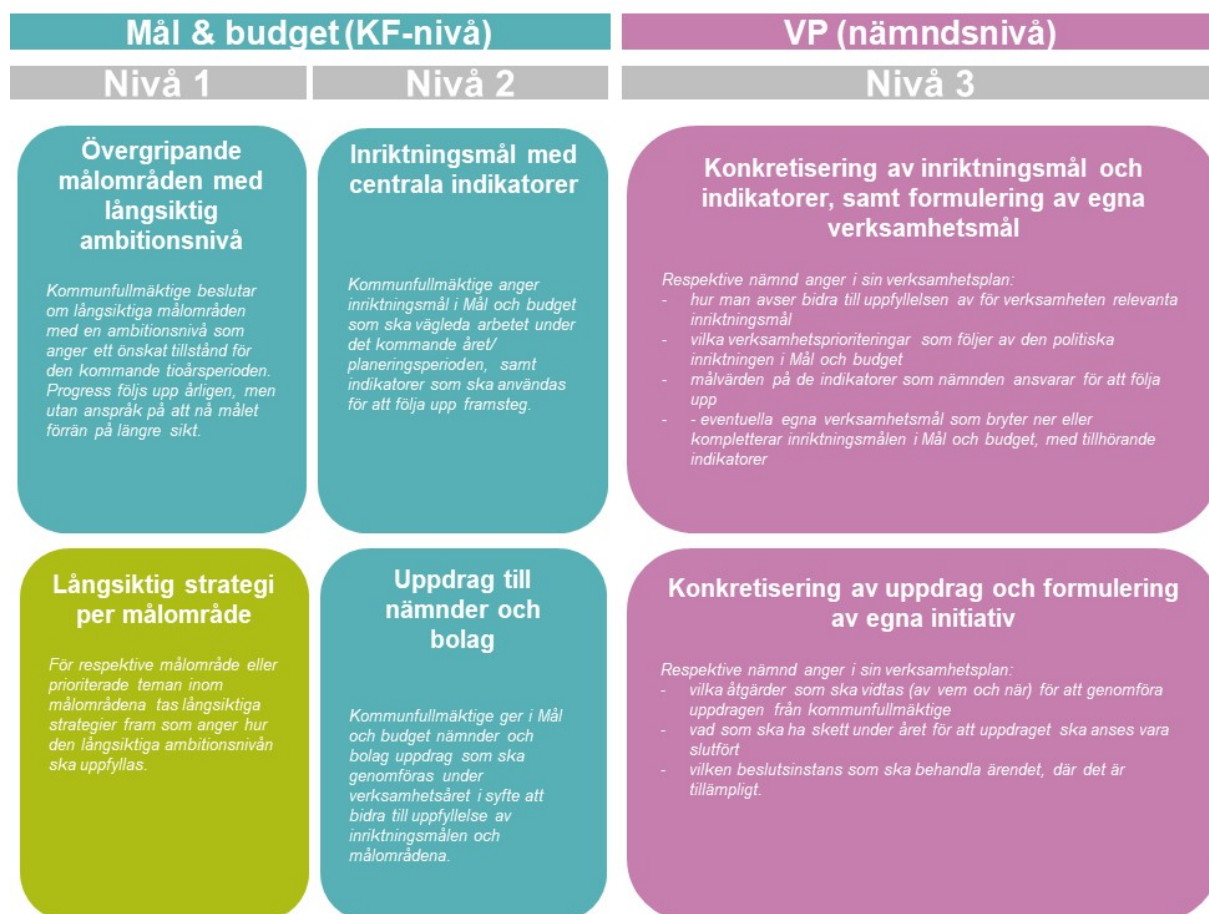 Mål & budget (KF-nivå)
VP (nämndsnivå)
Nivå 1
Nivå 2
Nivå 3
Övergripande
målområden med
långsiktig
ambitionsnivå
Kommunfullmäktige beslutar
om långsiktiga målområden
med en ambitionsnivå som
anger ett önskat tillstånd för
den kommande tioårsperioden.
Progress följs upp årligen, men
utan anspråk på att nå målet
förrän på längre sikt.
Inriktningsmål med
centrala indikatorer
Kommunfullmäktige anger
inriktningsmål i Mål och budget
som ska vägleda arbetet under
det kommande året/
planeringsperioden, samt
indikatorer som ska användas
för att följa upp framsteg.
Konkretisering av inriktningsmål och
indikatorer, samt formulering av egna
verksamhetsmål
Respektive nämnd anger i sin verksamhetsplan:
- hur man avser bidra till uppfyllelsen av för verksamheten relevanta
inriktningsmål
- vilka verksamhetsprioriteringar som följer av den politiska
inriktningen i Mål och budget
- målvärden på de indikatorer som nämnden ansvarar för att följa
upp
- - eventuella egna verksamhetsmål som bryter ner eller
kompletterar inriktningsmålen i Mål och budget, med tillhörande
indikatorer
Långsiktig strategi
per målområde
För respektive målområde eller
prioriterade teman inom
målområdena tas långsiktiga
strategier fram som anger hur
den långsiktiga ambitionsnivån
ska uppfyllas.
Uppdrag till
nämnder och
bolag
Kommunfullmäktige ger i Mål
och budget nämnder och
bolag uppdrag som ska
genomföras under
verksamhetsåret i syfte att
bidra till uppfyllelse av
inriktningsmålen och
målområdena.
Konkretisering av uppdrag och formulering
av egna initiativ
Respektive nämnd anger i sin verksamhetsplan:
- vilka åtgärder som ska vidtas (av vem och när) för att genomföra
uppdragen från kommunfullmäktige
- vad som ska ha skett under året för att uppdraget ska anses vara
slutfört
- vilken beslutsinstans som ska behandla ärendet, där det är
tillämpligt.